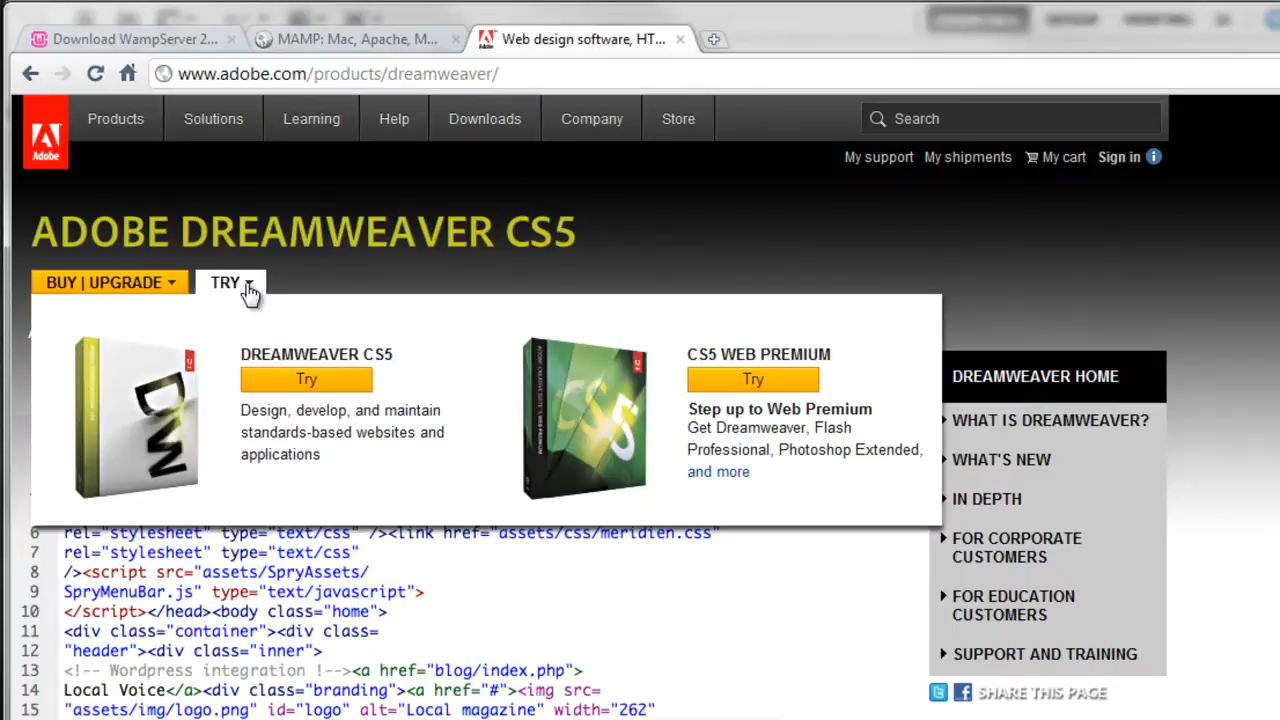 Download WampServer 2...
MAMP: Mac, Apache, M...
Web design software, HT...
www.adobe.com/products/dreamweaver/
Adobe
Products
Solutions
Learning
Help
Downloads
Company
Store
Search
My support
My shipments
My cart
Sign in
ADOBE DREAMWEAVER CS5
BUY | UPGRADE
TRY
DREAMWEAVER CS5
Try
Design, develop, and maintain
standards-based websites and
applications
DW
CS5
CS5 WEB PREMIUM
Try
Step up to Web Premium
Get Dreamweaver, Flash
Professional, Photoshop Extended,
and more
DREAMWEAVER HOME
WHAT IS DREAMWEAVER?
WHAT'S NEW
IN DEPTH
FOR CORPORATE
CUSTOMERS
FOR EDUCATION
CUSTOMERS
SUPPORT AND TRAINING
SHARE THIS PAGE
6 rel="stylesheet" type="text/css" /><link href="assets/css/meridien.css"
7 rel="stylesheet" type="text/css"
8 /><script src="assets/SpryAssets/
9 SpryMenuBar.js" type="text/javascript">
10 </script></head><body class="home">
11 <div class="container"><div class=
12 "header"><div class="inner">
13 <!-- Wordpress integration !--><a href="blog/index.php">
14 Local Voice</a><div class="branding"><a href="#"><img src=
15 "assets/img/logo.png" id="logo" alt="Local magazine" width="262"